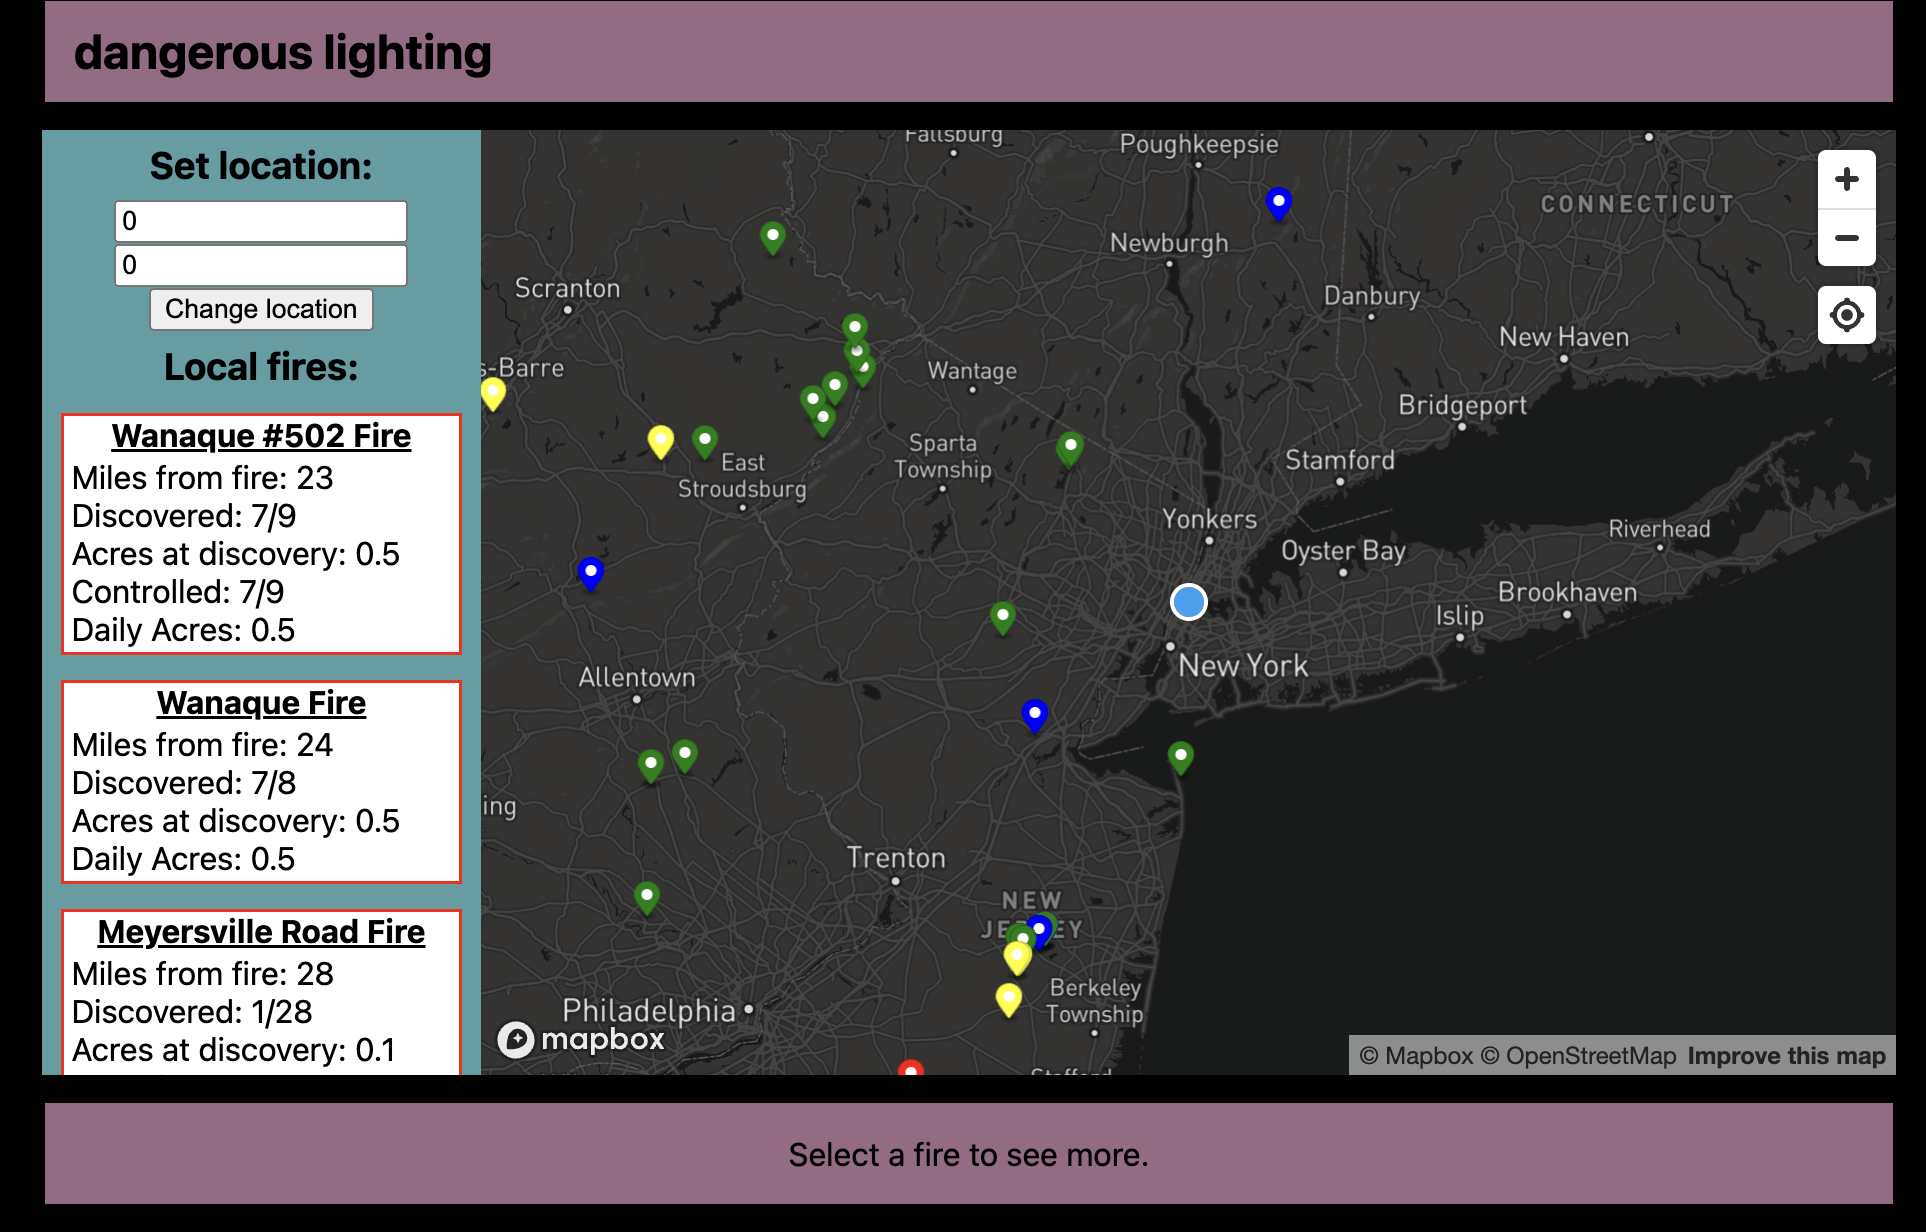 dangerous lighting
Set location:
0
0
Change location
Local fires:
Wanaque #502 Fire
Miles from fire: 23
Discovered: 7/9
Acres at discovery: 0.5
Controlled: 7/9
Daily Acres: 0.5
Wanaque Fire
Miles from fire: 24
Discovered: 7/8
Acres at discovery: 0.5
Daily Acres: 0.5
Meyersville Road Fire
Miles from fire: 28
Discovered: 1/28
Acres at discovery: 0.1
Fallsburg
Poughkeepsie
CONNECTICUT
Newburgh
Scranton
Danbury
New Haven
s-Barre
Wantage
Bridgeport
Sparta
Township
East
Stroudsburg
Stamford
Yonkers
Oyster Bay
Riverhead
Brookhaven
Islip
New York
Allentown
ing
Trenton
NEW
JERSEY
Berkeley
Township
Philadelphia
mapbox
Stafford
© Mapbox © OpenStreetMap Improve this map
Select a fire to see more.